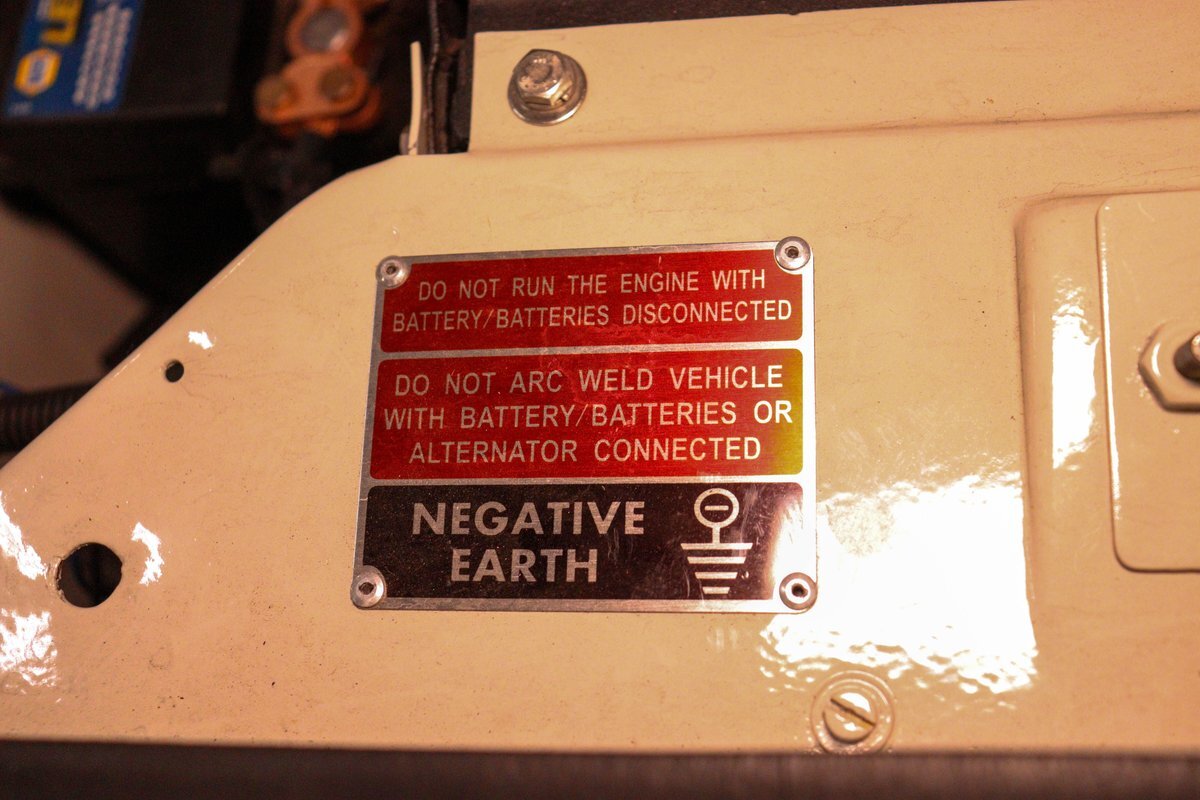 DO NOT RUN THE ENGINE WITH
BATTERY/BATTERIES DISCONNECTED
DO NOT ARC WELD VEHICLE
WITH BATTERY/BATTERIES OR
ALTERNATOR CONNECTED
NEGATIVE
EARTH